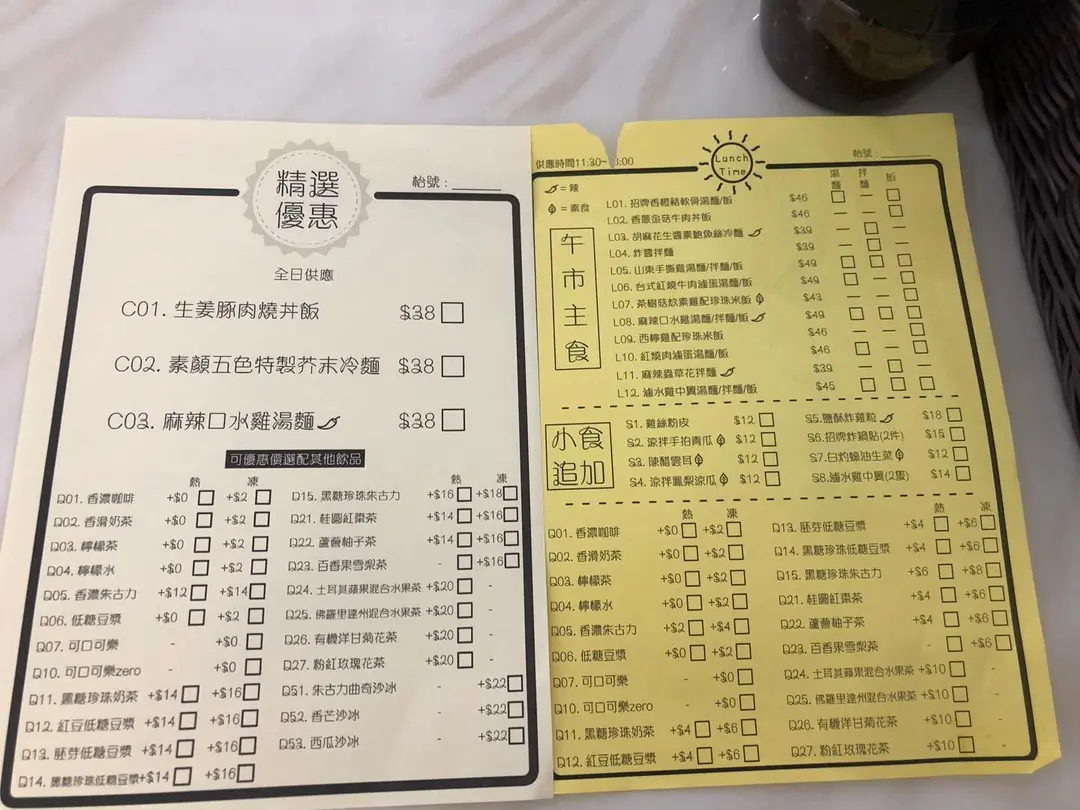 精選
優惠
枱號：
全日供應
C01. 生姜豚肉燒丼飯 $38
C02. 素顏五色特製芥末冷麵 $38
C03. 麻辣口水雞湯麵 $38
可優惠價選配其他飲品
熱 凍
Q01. 香濃咖啡 +$0 +$2
Q02. 香滑奶茶 +$0 +$2
Q03. 檸檬茶 +$0 +$2
Q04. 檸檬水 +$0 +$2
Q05. 香濃朱古力 +$12 +$14
Q06. 低糖豆漿 +$0 +$2
Q07. 可口可樂 - +$0
Q10. 可口可樂zero - +$0
Q11. 黑糖珍珠奶茶 +$14 +$16
Q12. 紅豆低糖豆漿 +$14 +$16
Q13. 胚芽低糖豆漿 +$14 +$16
Q14. 黑糖珍珠低糖豆漿 +$14 +$16
熱 凍
Q15. 黑糖珍珠朱古力 +$16 +$18
Q21. 桂圓紅棗茶 +$14 +$16
Q22. 蘆薈柚子茶 +$14 +$16
Q23. 百香果雪梨茶 - +$16
Q24. 土耳其蘋果混合水果茶 +$20 -
Q25. 佛羅里達州混合水果茶 +$20 -
Q26. 有機洋甘菊花茶 +$20 -
Q27. 粉紅玫瑰花茶 +$20 -
Q51. 朱古力曲奇沙冰 - +$22
Q52. 香芒沙冰 - +$22
Q53. 西瓜沙冰 - +$22
供應時間11:30~ :00
Lunch
Time
枱號：
=辣
=素食
湯麵 拌麵 飯
午市主食
L01. 招牌香橙豬軟骨湯麵/飯 $46
L02. 香蔥金菇牛肉丼飯 $46
L03. 胡麻花生醬素鮑魚絲冷麵 $39
L04. 炸醬拌麵 $39
L05. 山東手撕雞湯麵/拌麵/飯 $49
L06. 台式紅燒牛肉滷蛋湯麵/飯 $49
L07. 茶樹菇炆素雞配珍珠米飯 $43
L08. 麻辣口水雞湯麵/拌麵/飯 $49
L09. 西檸雞配珍珠米飯 $46
L10. 紅燒肉滷蛋湯麵/飯 $46
L11. 麻辣蟲草花拌麵 $39
L12. 滷水雞中翼湯麵/拌麵/飯 $45
小食
追加
S1. 雞絲粉皮 $12
S2. 涼拌手拍青瓜 $12
S3. 陳醋雲耳 $12
S4. 涼拌鳳梨涼瓜 $12
S5. 鹽酥炸雞粒 $18
S6. 招牌炸鍋貼(2件) $15
S7. 白灼蠔油生菜 $12
S8. 滷水雞中翼(2隻) $14
熱 凍
Q01. 香濃咖啡 +$0 +$2
Q02. 香滑奶茶 +$0 +$2
Q03. 檸檬茶 +$0 +$2
Q04. 檸檬水 +$0 +$2
Q05. 香濃朱古力 +$2 +$4
Q06. 低糖豆漿 +$0 +$2
Q07. 可口可樂 - +$0
Q10. 可口可樂zero - +$0
Q11. 黑糖珍珠奶茶 +$4 +$6
Q12. 紅豆低糖豆漿 +$4 +$6
熱 凍
Q13. 胚芽低糖豆漿 +$4 +$6
Q14. 黑糖珍珠低糖豆漿 +$4 +$6
Q15. 黑糖珍珠朱古力 +$6 +$8
Q21. 桂圓紅棗茶 +$4 +$6
Q22. 蘆薈柚子茶 +$4 +$6
Q23. 百香果雪梨茶 - +$6
Q24. 土耳其蘋果混合水果茶 +$10 -
Q25. 佛羅里達州混合水果茶 +$10 -
Q26. 有機洋甘菊花茶 +$10 -
Q27. 粉紅玫瑰花茶 +$10 -